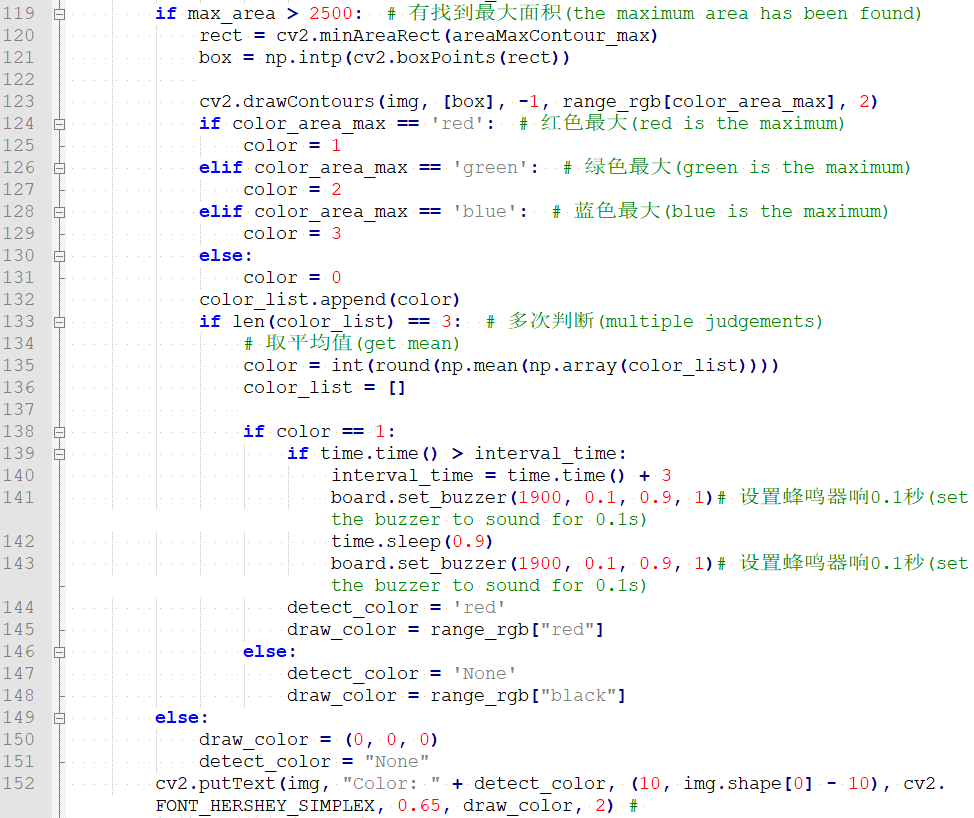 119 if max_area > 2500: # 有找到最大面积(the maximum area has been found)
120 rect = cv2.minAreaRect(areaMaxContour_max)
121 box = np.intp(cv2.boxPoints(rect))
122
123 cv2.drawContours(img, [box], -1, range_rgb[color_area_max], 2)
124 if color_area_max == 'red': # 红色最大(red is the maximum)
125 color = 1
126 elif color_area_max == 'green': # 绿色最大(green is the maximum)
127 color = 2
128 elif color_area_max == 'blue': # 蓝色最大(blue is the maximum)
129 color = 3
130 else:
131 color = 0
132 color_list.append(color)
133 if len(color_list) == 3: # 多次判断(multiple judgements)
134 # 取平均值(get mean)
135 color = int(round(np.mean(np.array(color_list))))
136 color_list = []
137
138 if color == 1:
139 if time.time() > interval_time:
140 interval_time = time.time() + 3
141 board.set_buzzer(1900, 0.1, 0.9, 1)# 设置蜂鸣器响0.1秒(set
the buzzer to sound for 0.1s)
142 time.sleep(0.9)
143 board.set_buzzer(1900, 0.1, 0.9, 1)# 设置蜂鸣器响0.1秒(set
the buzzer to sound for 0.1s)
144 detect_color = 'red'
145 draw_color = range_rgb["red"]
146 else:
147 detect_color = 'None'
148 draw_color = range_rgb["black"]
149 else:
150 draw_color = (0, 0, 0)
151 detect_color = "None"
152 cv2.putText(img, "Color: " + detect_color, (10, img.shape[0] - 10), cv2.
FONT_HERSHEY_SIMPLEX, 0.65, draw_color, 2) #